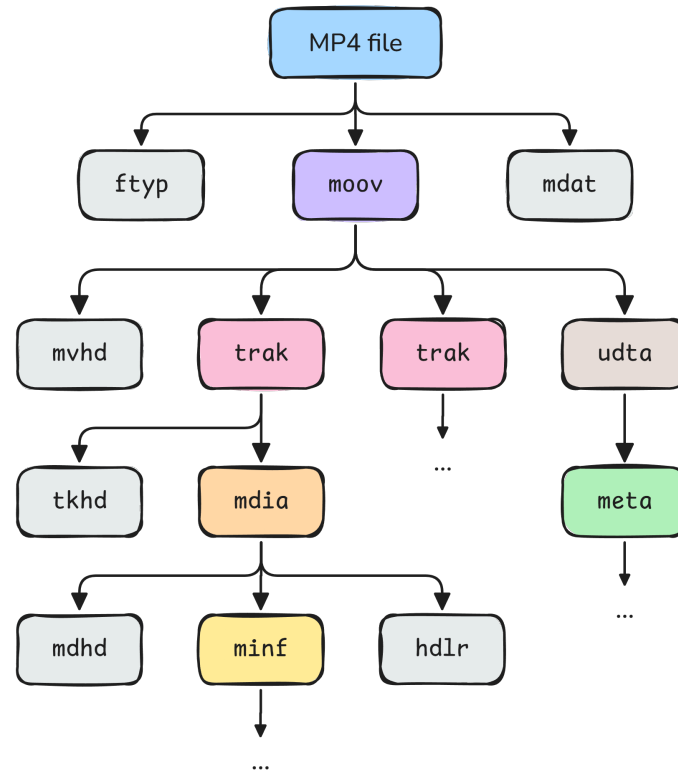 MP4 file
ftyp moov mdat
mvhd trak trak udta
tkhd mdia ... meta
mdhd minf hdlr ...
...